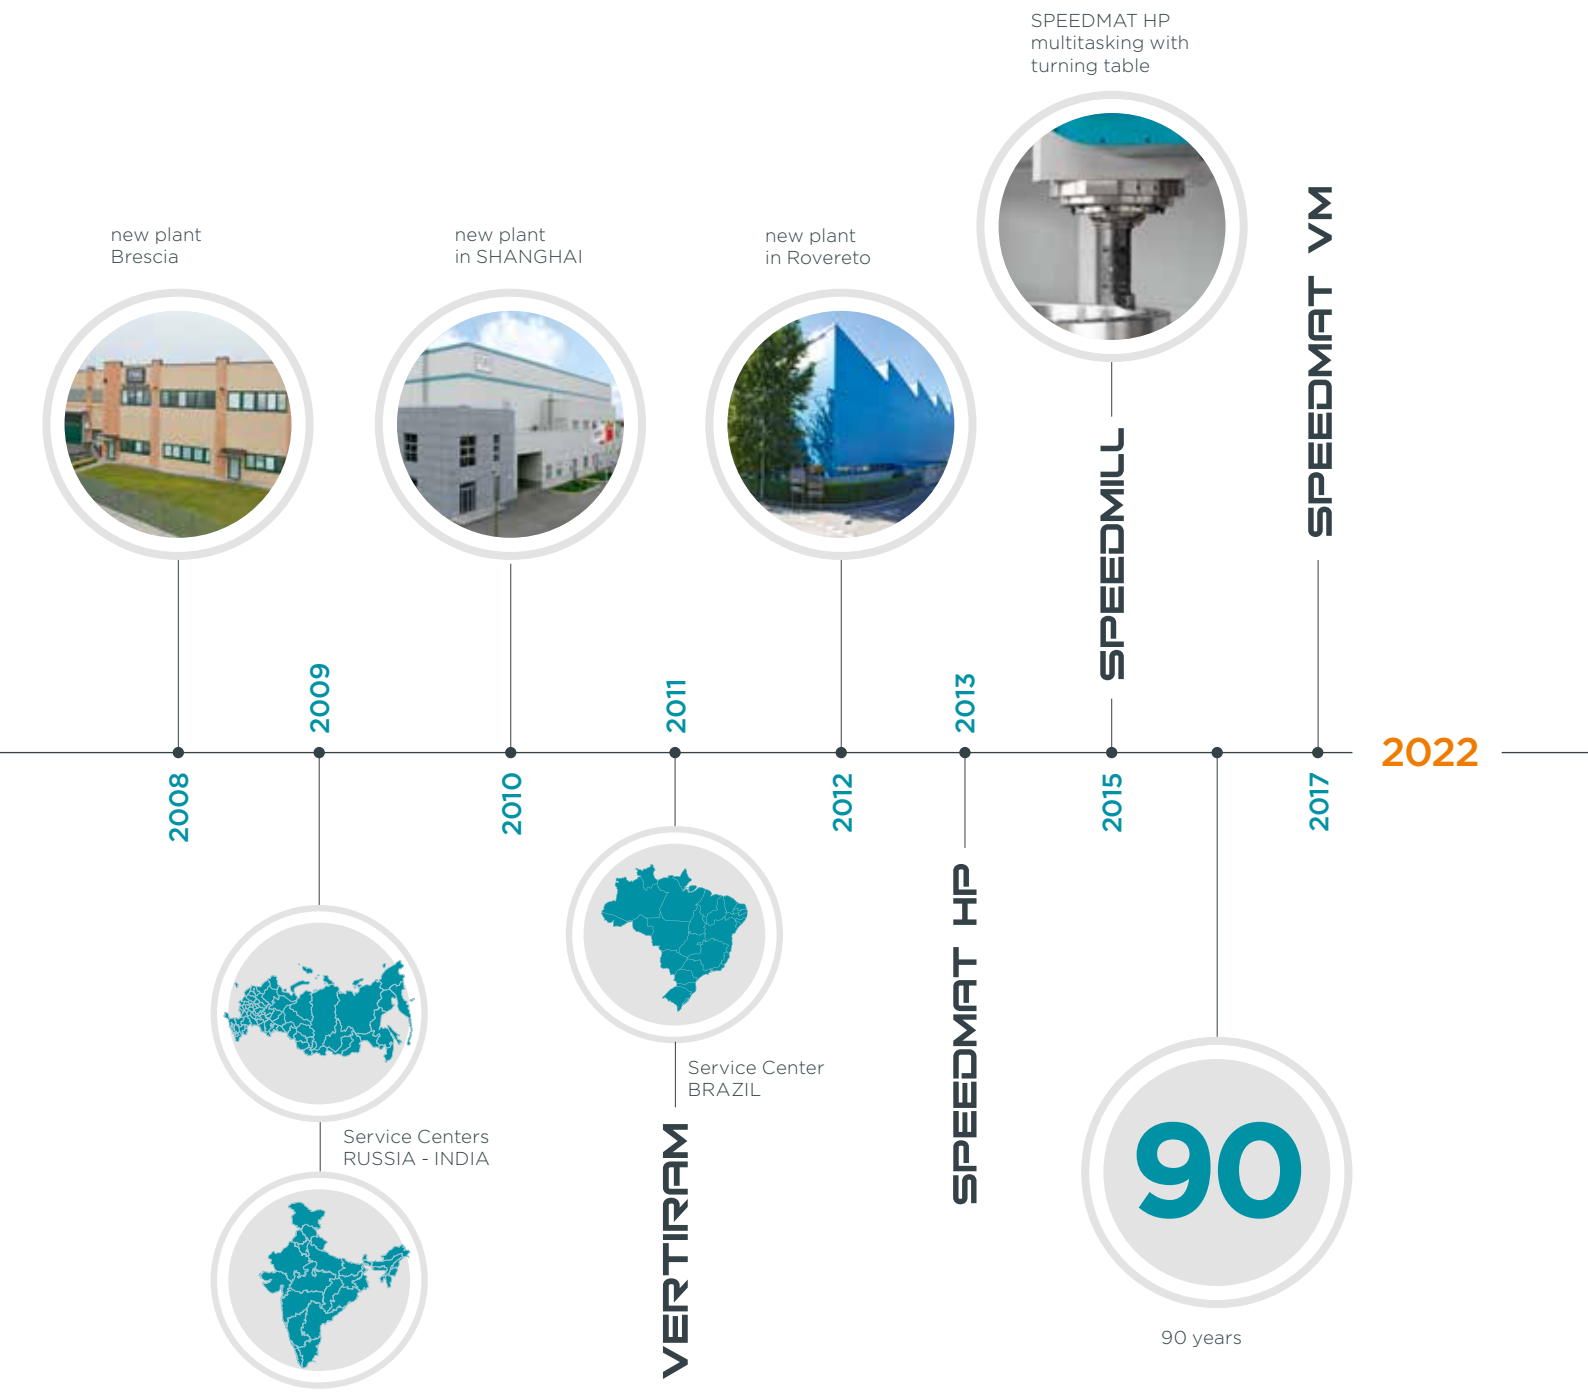 SPEEDMAT HP
multitasking with
turning table
new plant
Brescia
new plant
in SHANGHAI
new plant
in Rovereto
SPEEDMILL
SPEEDMAT VM
2009
2011
2013
2022
2008
2010
2012
2015
2017
Service Center
BRAZIL
Service Centers
RUSSIA - INDIA
VERTIRAM
SPEEDMAT HP
90
90 years